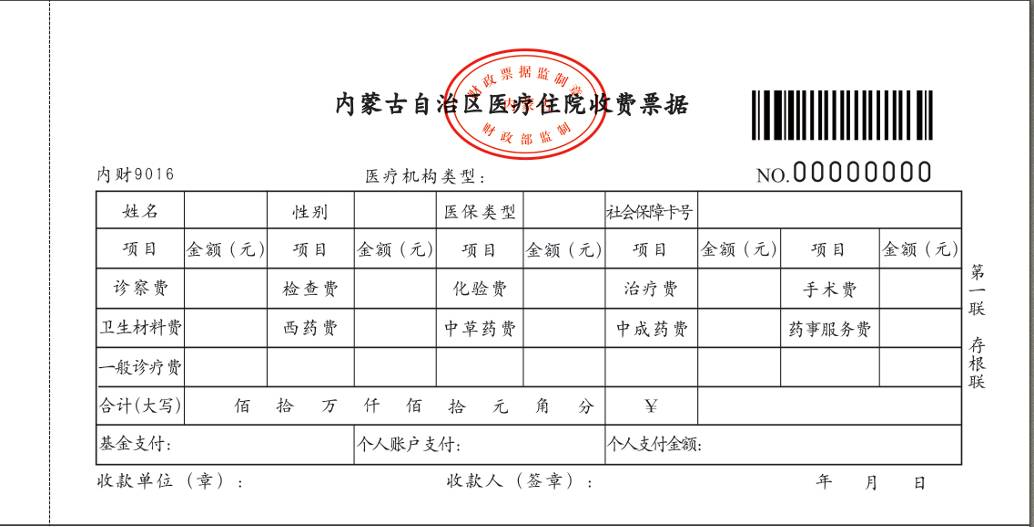 财政票据监制章
内蒙古
财政部监制
内蒙古自治区医疗住院收费票据
内财9016 医疗机构类型: NO.00000000
姓名 性别 医保类型 社会保障卡号
项目 金额(元) 项目 金额(元) 项目 金额(元) 项目 金额(元) 项目 金额(元)
诊察费 检查费 化验费 治疗费 手术费
卫生材料费 西药费 中草药费 中成药费 药事服务费
一般诊疗费
合计(大写) 佰 拾 万 仟 佰 拾 元 角 分 ¥
基金支付: 个人账户支付: 个人支付金额:
收款单位(章): 收款人(签章): 年 月 日
第一联 存根联